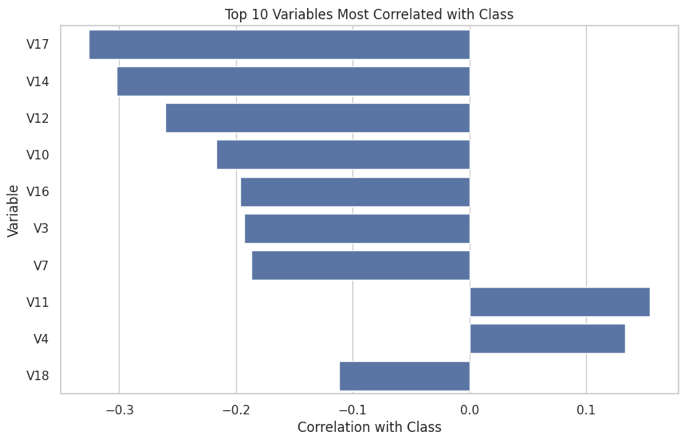 Top 10 Variables Most Correlated with Class
V17
V14
V12
V10
V16
V3
V7
V11
V4
V18
Variable
−0.3 −0.2 −0.1 0.0 0.1
Correlation with Class